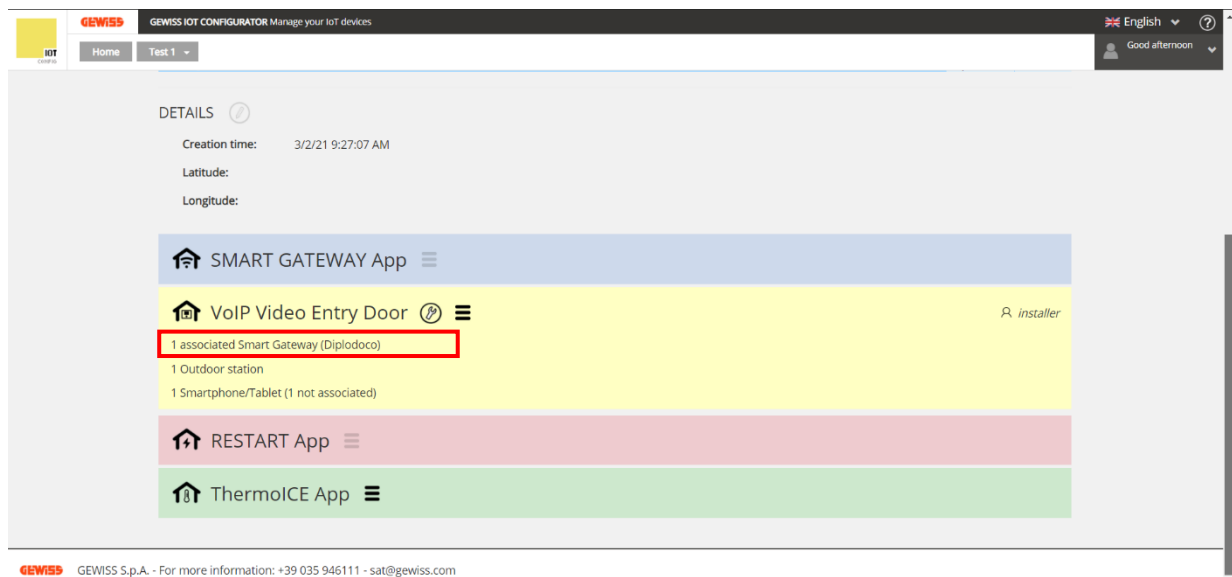 GEWISS GEWISS IOT CONFIGURATOR Manage your IoT devices English ?
IOT
CONFIG
Home Test 1 Good afternoon
DETAILS
Creation time: 3/2/21 9:27:07 AM
Latitude:
Longitude:
SMART GATEWAY App
VoIP Video Entry Door installer
1 associated Smart Gateway (Diplodoco)
1 Outdoor station
1 Smartphone/Tablet (1 not associated)
RESTART App
ThermoICE App
GEWISS GEWISS S.p.A. - For more information: +39 035 946111 - sat@gewiss.com